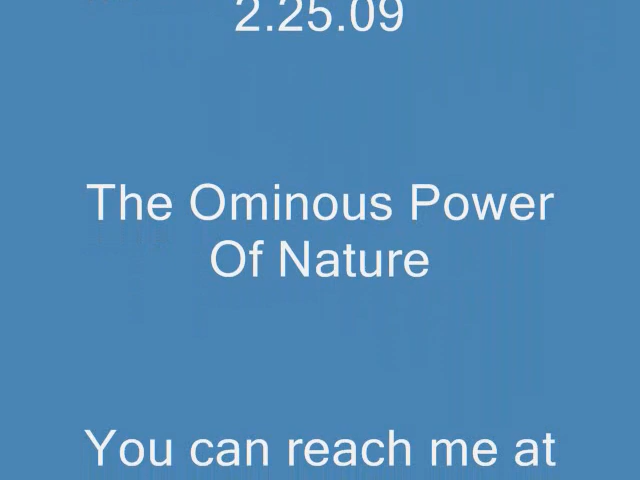 2.25.09
The Ominous Power
Of Nature
You can reach me at